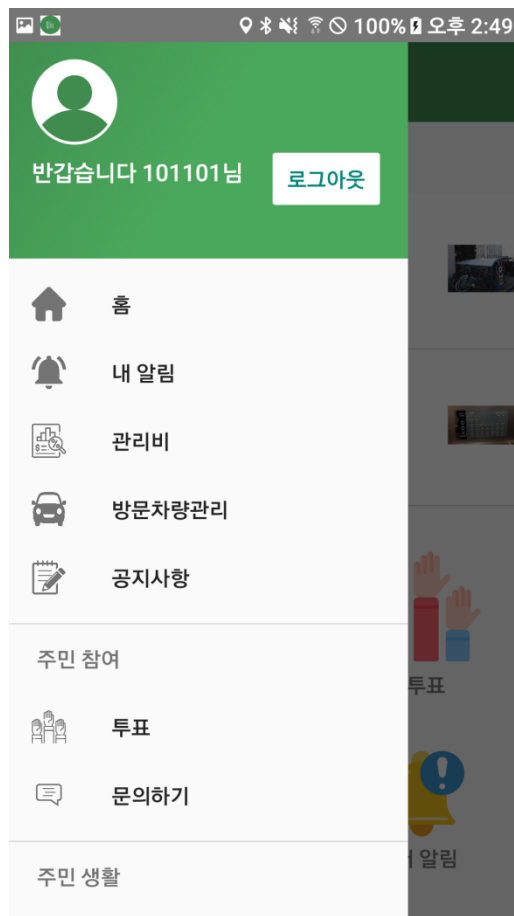 100% 오후 2:49
반갑습니다 101101님
로그아웃
홈
내 알림
관리비
방문차량관리
공지사항
주민 참여
투표
문의하기
주민 생활
투표
알림